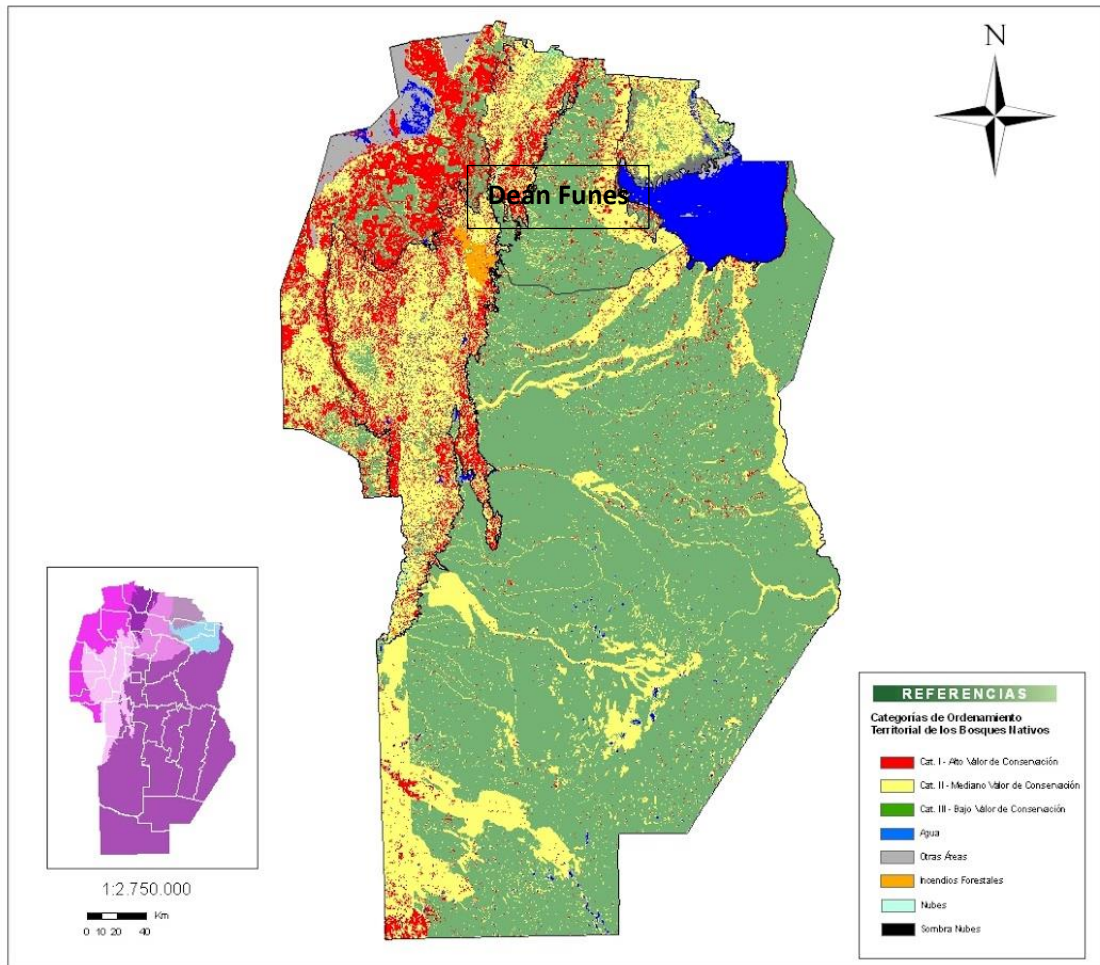 N
Deán Funes
1:2.750.000
Km
0 10 20 40
REFERENCIAS
Categorías de Ordenamiento
Territorial de los Bosques Nativos
Cat. I - Alto Valor de Conservación
Cat. II - Mediano Valor de Conservación
Cat. III - Bajo Valor de Conservación
Agua
Otras Áreas
Incendios Forestales
Nubes
Sombra Nubes